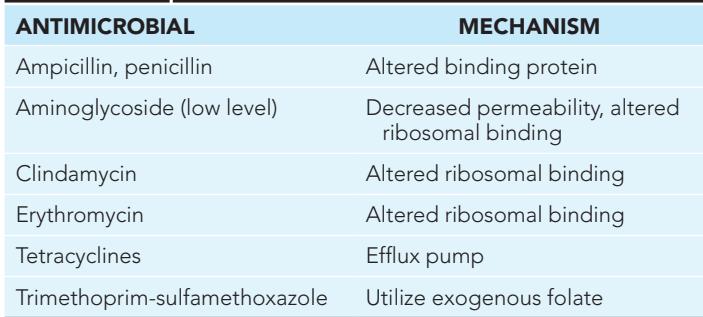 ANTIMICROBIAL MECHANISM
Ampicillin, penicillin Altered binding protein
Aminoglycoside (low level) Decreased permeability, altered
ribosomal binding
Clindamycin Altered ribosomal binding
Erythromycin Altered ribosomal binding
Tetracyclines Efflux pump
Trimethoprim-sulfamethoxazole Utilize exogenous folate